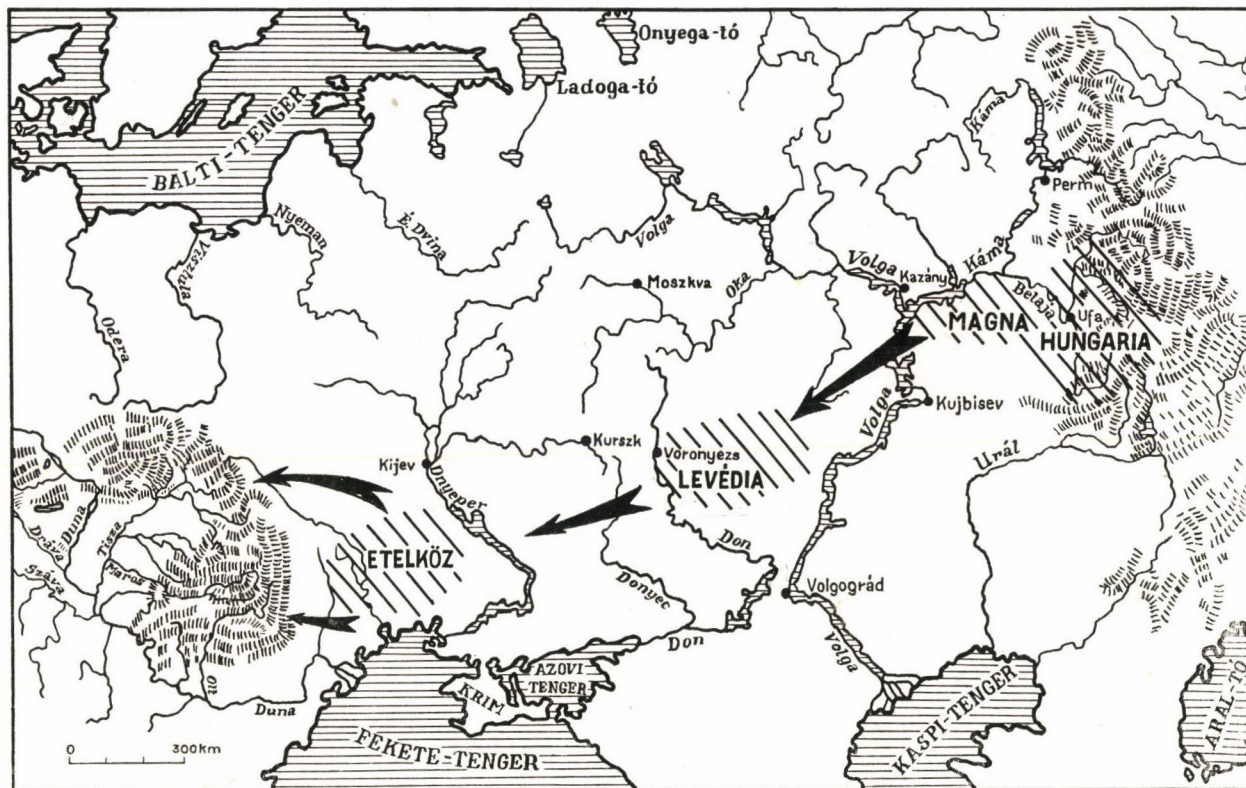 Onyega-tó
Ladoga-tó
BALTI-TENGER
Káma
Perm
Nyeman
É. Dvina
Volga
Visztula
Odera
Moszkva
Oka
Volga
Kazány
Káma
Belaja
Ufa
MAGNA
HUNGARIA
Kujbisev
Volga
Urál
Kurszk
Voronyezs
LEVÉDIA
Kijev
Dnyeper
ETELKÖZ
Duna
Tisza
Dráva
Száva
Maros
Don
Donyec
Volgográd
Don
Volga
Olt
Duna
AZOVI
TENGER
KRIM
FEKETE-TENGER
KASPI-TENGER
ARAL-TÓ
0 300km